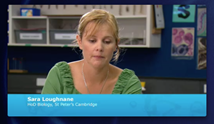 Sara Loughnane
HoD Biology, St Peter's Cambridge